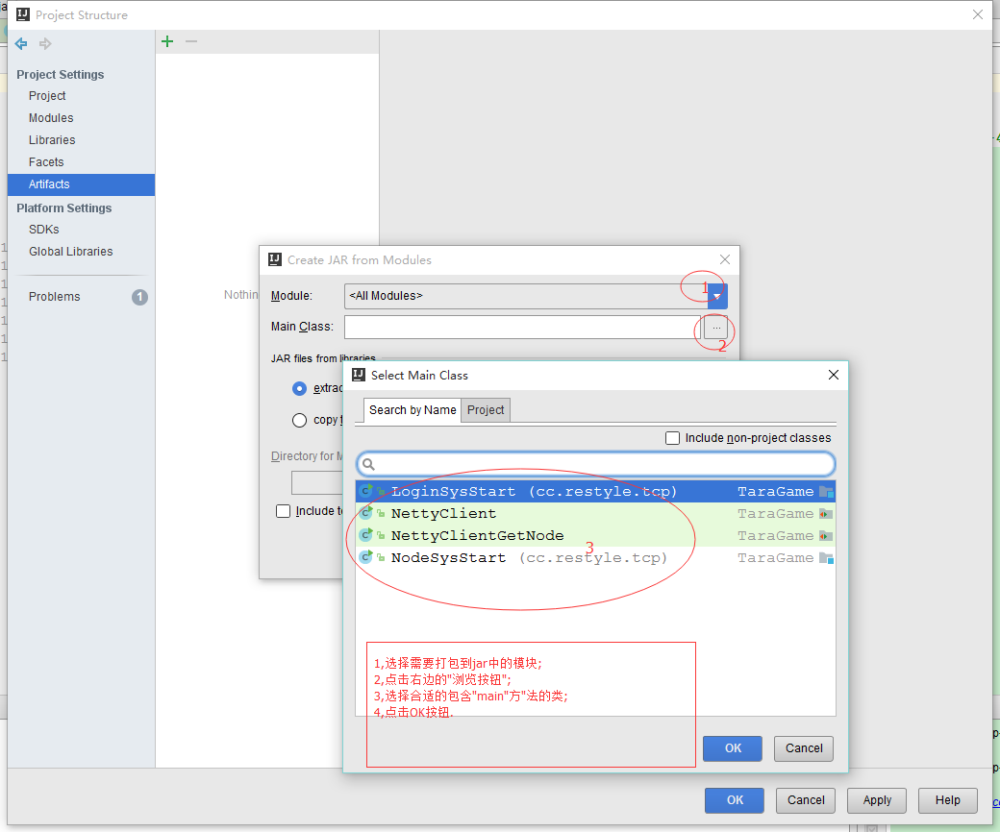 Project Structure
Project Settings
Project
Modules
Libraries
Facets
Artifacts
Platform Settings
SDKs
Global Libraries
Problems 1
Nothin
Create JAR from Modules
Module: <All Modules> 1
Main Class: ... 2
JAR files from libraries
extrac
copy
Directory for M
Include t
Select Main Class
Search by Name Project
Include non-project classes
LoginSysStart (cc.restyle.tcp) TaraGame
NettyClient TaraGame
NettyClientGetNode TaraGame
3
NodeSysStart (cc.restyle.tcp) TaraGame
1,选择需要打包到jar中的模块;
2,点击右边的"浏览按钮";
3,选择合适的包含"main"方"法的类;
4,点击OK按钮.
OK Cancel
OK Cancel Apply Help